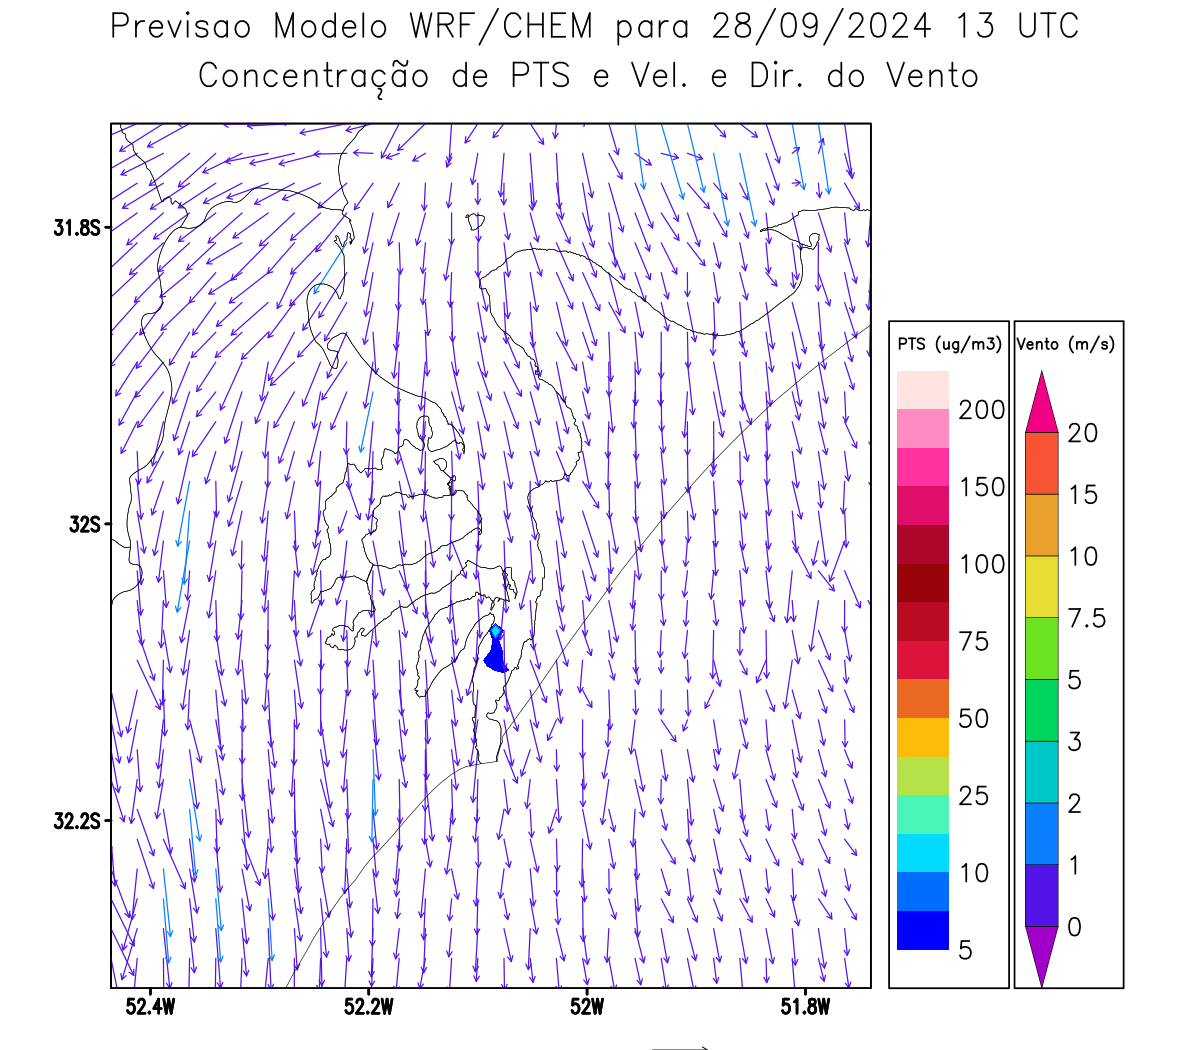 Previsao Modelo WRF/CHEM para 28/09/2024 13 UTC
Concentração de PTS e Vel. e Dir. do Vento
31.8S
32S
32.2S
52.4W 52.2W 52W 51.8W
PTS (ug/m3)
200
150
100
75
50
25
10
5
Vento (m/s)
20
15
10
7.5
5
3
2
1
0